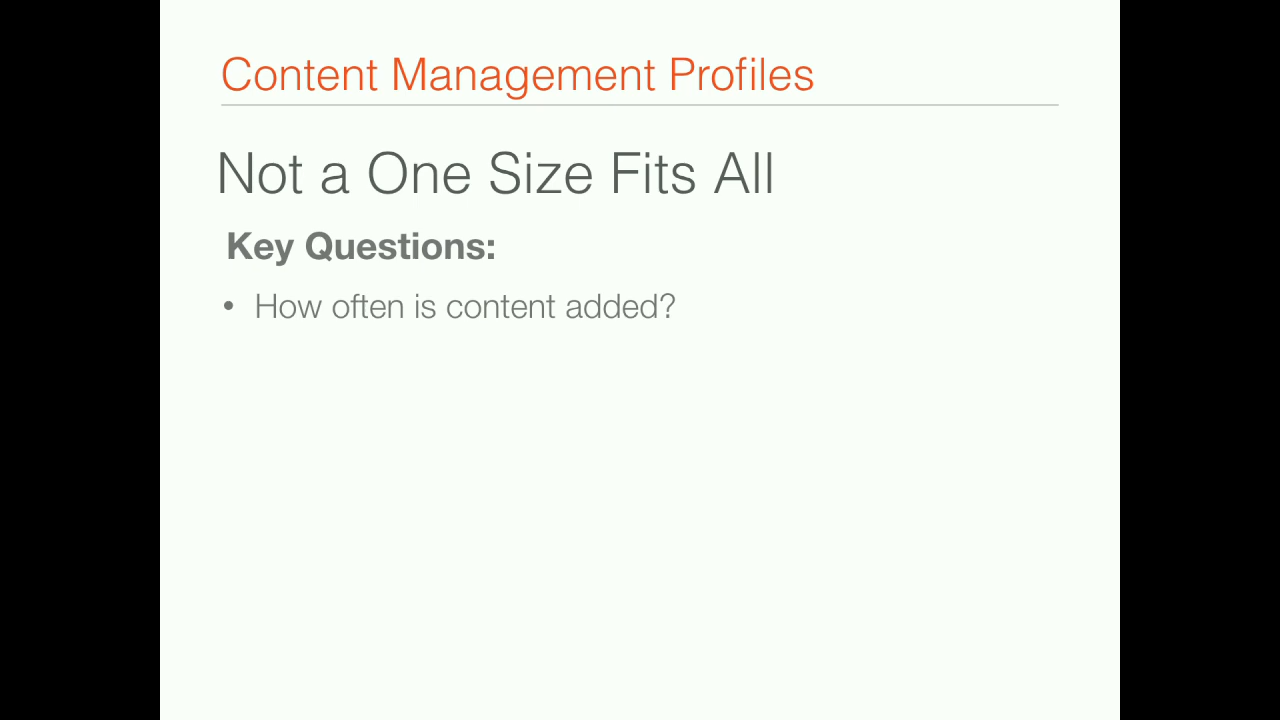 Content Management Profiles
Not a One Size Fits All
Key Questions:
• How often is content added?